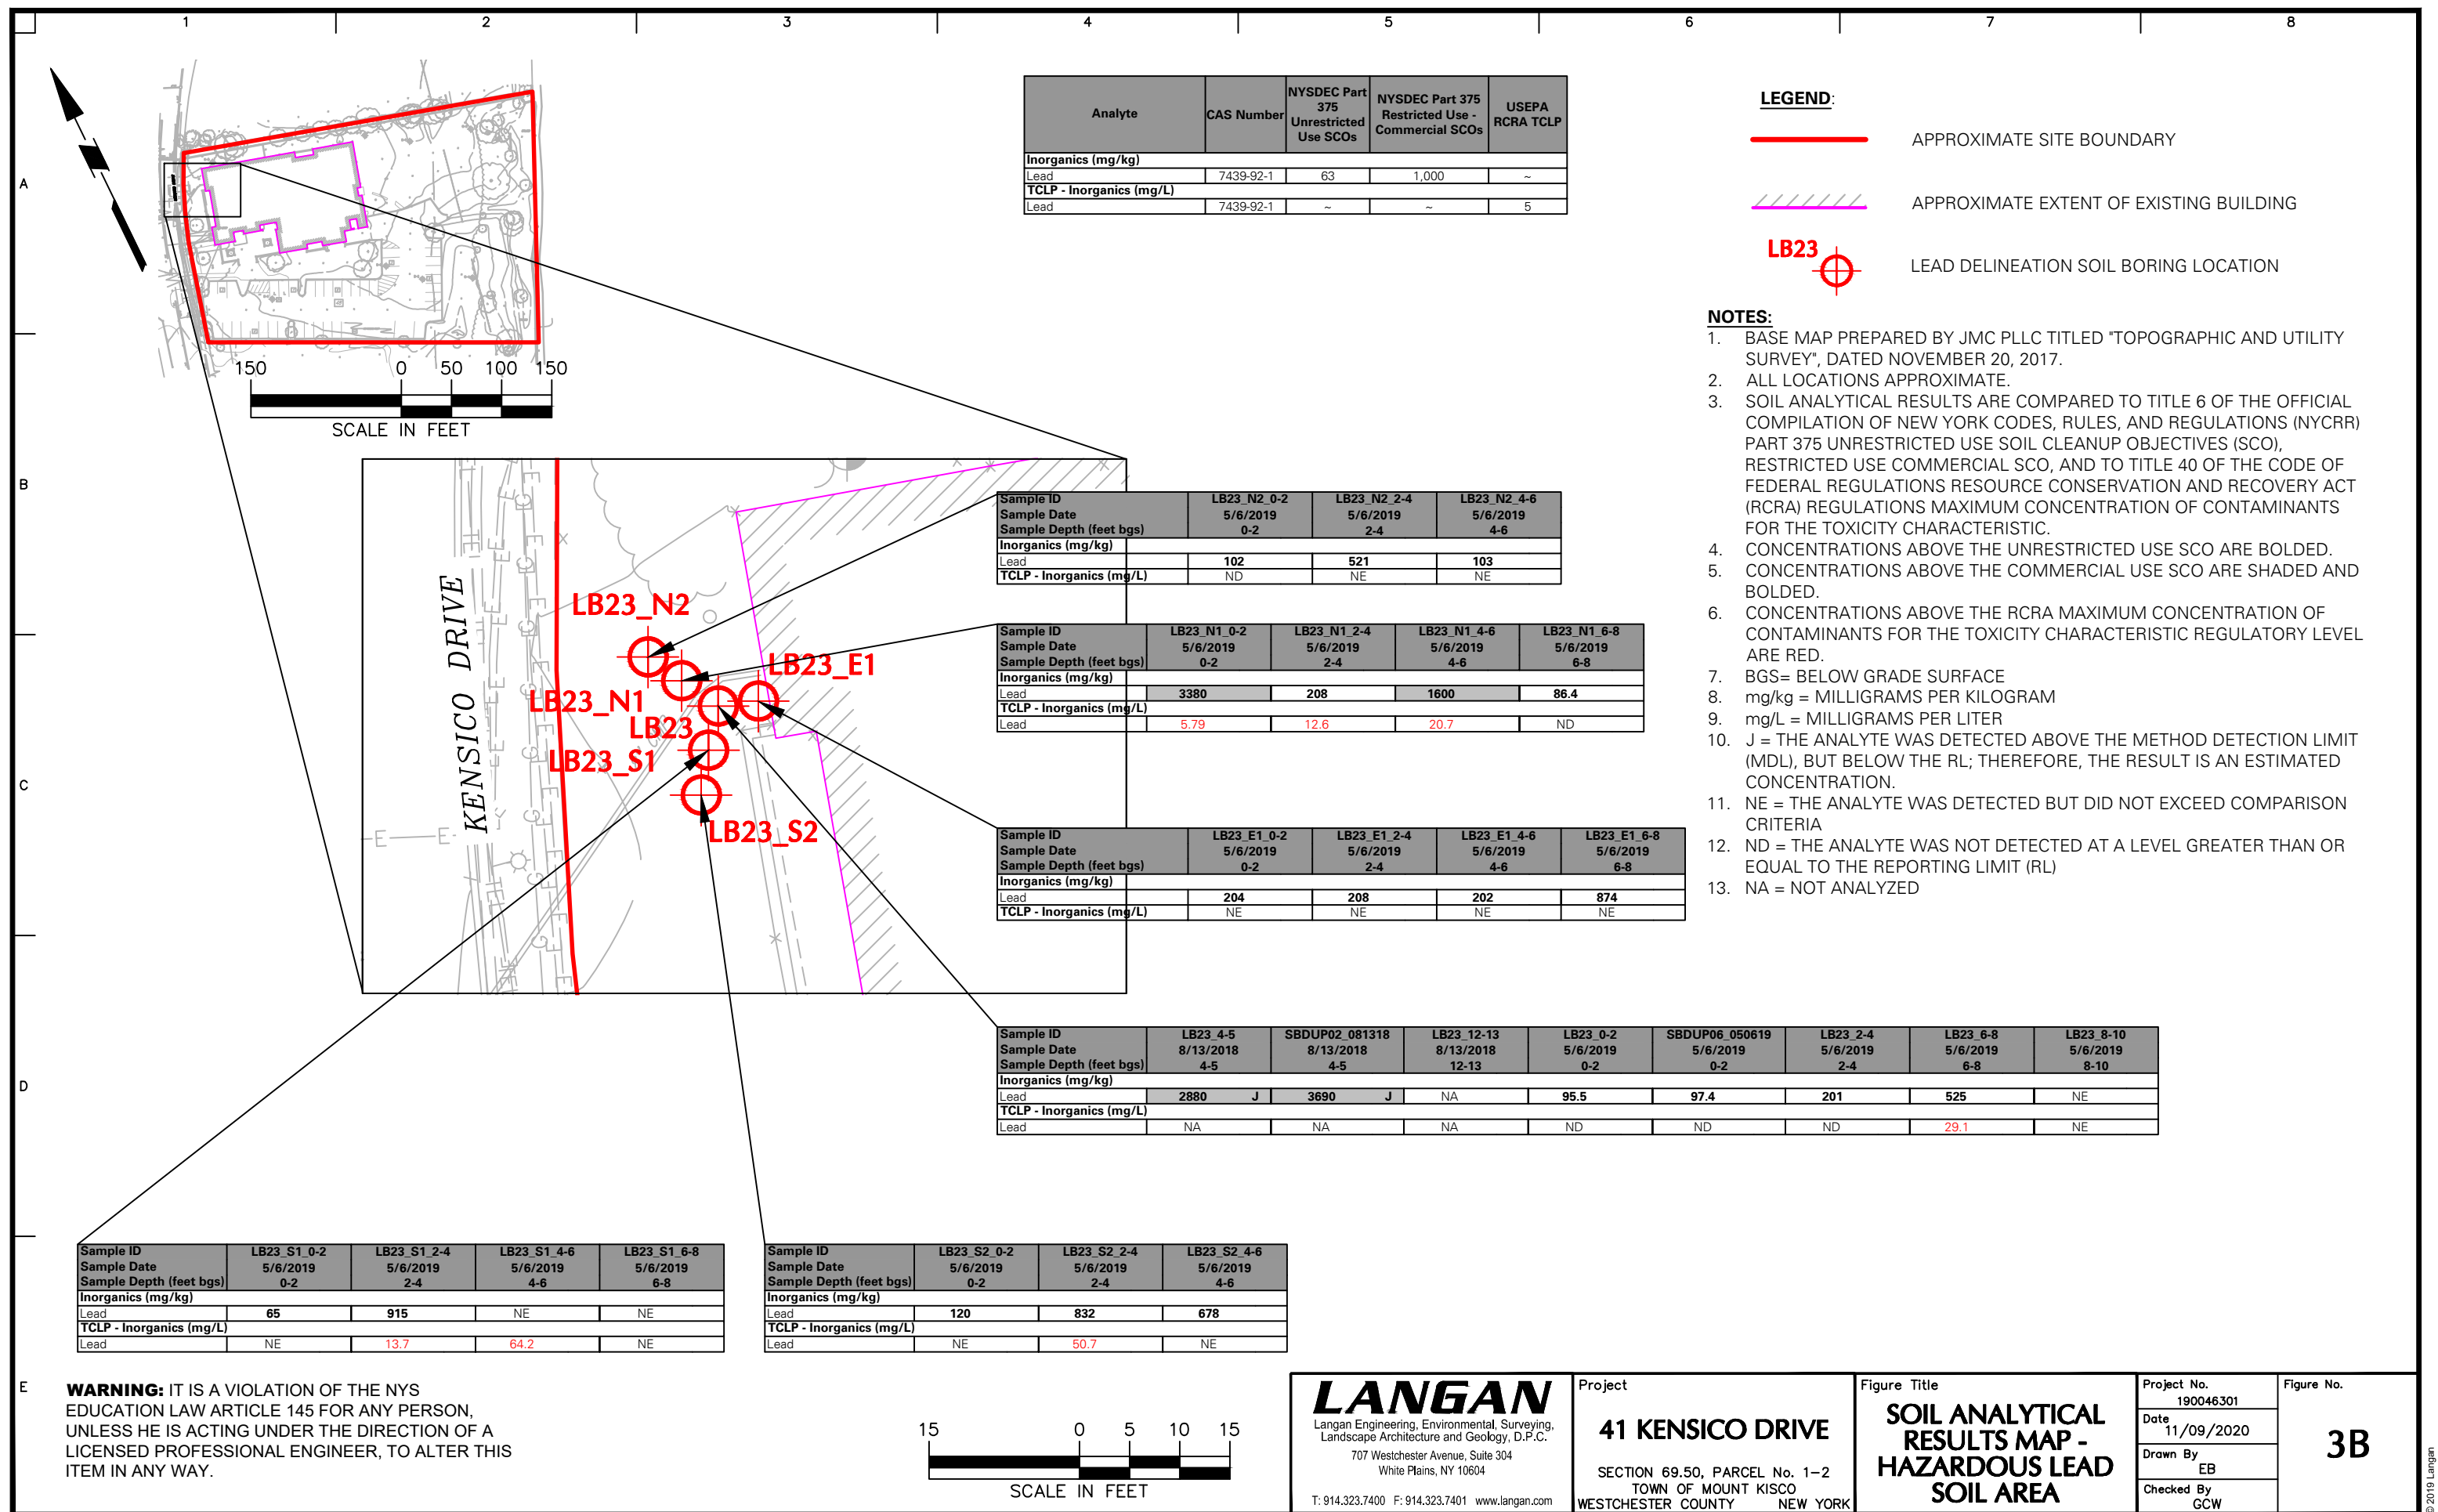 1 2 3 4 5 6 7 8
A
B
C
D
E
150 0 50 100 150
SCALE IN FEET
Analyte CAS Number NYSDEC Part 375 Unrestricted Use SCOs NYSDEC Part 375 Restricted Use - Commercial SCOs USEPA RCRA TCLP
Inorganics (mg/kg)
Lead 7439-92-1 63 1,000 ~
TCLP - Inorganics (mg/L)
Lead 7439-92-1 ~ ~ 5
LEGEND:
APPROXIMATE SITE BOUNDARY
APPROXIMATE EXTENT OF EXISTING BUILDING
LB23
LEAD DELINEATION SOIL BORING LOCATION
NOTES:
1. BASE MAP PREPARED BY JMC PLLC TITLED "TOPOGRAPHIC AND UTILITY
SURVEY", DATED NOVEMBER 20, 2017.
2. ALL LOCATIONS APPROXIMATE.
3. SOIL ANALYTICAL RESULTS ARE COMPARED TO TITLE 6 OF THE OFFICIAL
COMPILATION OF NEW YORK CODES, RULES, AND REGULATIONS (NYCRR)
PART 375 UNRESTRICTED USE SOIL CLEANUP OBJECTIVES (SCO),
RESTRICTED USE COMMERCIAL SCO, AND TO TITLE 40 OF THE CODE OF
FEDERAL REGULATIONS RESOURCE CONSERVATION AND RECOVERY ACT
(RCRA) REGULATIONS MAXIMUM CONCENTRATION OF CONTAMINANTS
FOR THE TOXICITY CHARACTERISTIC.
4. CONCENTRATIONS ABOVE THE UNRESTRICTED USE SCO ARE BOLDED.
5. CONCENTRATIONS ABOVE THE COMMERCIAL USE SCO ARE SHADED AND
BOLDED.
6. CONCENTRATIONS ABOVE THE RCRA MAXIMUM CONCENTRATION OF
CONTAMINANTS FOR THE TOXICITY CHARACTERISTIC REGULATORY LEVEL
ARE RED.
7. BGS= BELOW GRADE SURFACE
8. mg/kg = MILLIGRAMS PER KILOGRAM
9. mg/L = MILLIGRAMS PER LITER
10. J = THE ANALYTE WAS DETECTED ABOVE THE METHOD DETECTION LIMIT
(MDL), BUT BELOW THE RL; THEREFORE, THE RESULT IS AN ESTIMATED
CONCENTRATION.
11. NE = THE ANALYTE WAS DETECTED BUT DID NOT EXCEED COMPARISON
CRITERIA
12. ND = THE ANALYTE WAS NOT DETECTED AT A LEVEL GREATER THAN OR
EQUAL TO THE REPORTING LIMIT (RL)
13. NA = NOT ANALYZED
KENSICO DRIVE
LB23_N2
LB23_E1
LB23_N1
LB23
LB23_S1
LB23_S2
Sample ID LB23_N2_0-2 LB23_N2_2-4 LB23_N2_4-6
Sample Date 5/6/2019 5/6/2019 5/6/2019
Sample Depth (feet bgs) 0-2 2-4 4-6
Inorganics (mg/kg)
Lead 102 521 103
TCLP - Inorganics (mg/L) ND NE NE
Sample ID LB23_N1_0-2 LB23_N1_2-4 LB23_N1_4-6 LB23_N1_6-8
Sample Date 5/6/2019 5/6/2019 5/6/2019 5/6/2019
Sample Depth (feet bgs) 0-2 2-4 4-6 6-8
Inorganics (mg/kg)
Lead 3380 208 1600 86.4
TCLP - Inorganics (mg/L)
Lead 5.79 12.6 20.7 ND
Sample ID LB23_E1_0-2 LB23_E1_2-4 LB23_E1_4-6 LB23_E1_6-8
Sample Date 5/6/2019 5/6/2019 5/6/2019 5/6/2019
Sample Depth (feet bgs) 0-2 2-4 4-6 6-8
Inorganics (mg/kg)
Lead 204 208 202 874
TCLP - Inorganics (mg/L) NE NE NE NE
Sample ID LB23_4-5 SBDUP02_081318 LB23_12-13 LB23_0-2 SBDUP06_050619 LB23_2-4 LB23_6-8 LB23_8-10
Sample Date 8/13/2018 8/13/2018 8/13/2018 5/6/2019 5/6/2019 5/6/2019 5/6/2019 5/6/2019
Sample Depth (feet bgs) 4-5 4-5 12-13 0-2 0-2 2-4 6-8 8-10
Inorganics (mg/kg)
Lead 2880 J 3690 J NA 95.5 97.4 201 525 NE
TCLP - Inorganics (mg/L)
Lead NA NA NA ND ND ND 29.1 NE
Sample ID LB23_S1_0-2 LB23_S1_2-4 LB23_S1_4-6 LB23_S1_6-8
Sample Date 5/6/2019 5/6/2019 5/6/2019 5/6/2019
Sample Depth (feet bgs) 0-2 2-4 4-6 6-8
Inorganics (mg/kg)
Lead 65 915 NE NE
TCLP - Inorganics (mg/L)
Lead NE 13.7 64.2 NE
Sample ID LB23_S2_0-2 LB23_S2_2-4 LB23_S2_4-6
Sample Date 5/6/2019 5/6/2019 5/6/2019
Sample Depth (feet bgs) 0-2 2-4 4-6
Inorganics (mg/kg)
Lead 120 832 678
TCLP - Inorganics (mg/L)
Lead NE 50.7 NE
WARNING: IT IS A VIOLATION OF THE NYS
EDUCATION LAW ARTICLE 145 FOR ANY PERSON,
UNLESS HE IS ACTING UNDER THE DIRECTION OF A
LICENSED PROFESSIONAL ENGINEER, TO ALTER THIS
ITEM IN ANY WAY.
15 0 5 10 15
SCALE IN FEET
LANGAN
Langan Engineering, Environmental, Surveying,
Landscape Architecture and Geology, D.P.C.
707 Westchester Avenue, Suite 304
White Plains, NY 10604
T: 914.323.7400 F: 914.323.7401 www.langan.com
Project
41 KENSICO DRIVE
SECTION 69.50, PARCEL No. 1-2
TOWN OF MOUNT KISCO
WESTCHESTER COUNTY NEW YORK
Figure Title
SOIL ANALYTICAL
RESULTS MAP -
HAZARDOUS LEAD
SOIL AREA
Project No.
190046301
Date
11/09/2020
Drawn By
EB
Checked By
GCW
Figure No.
3B
© 2019 Langan